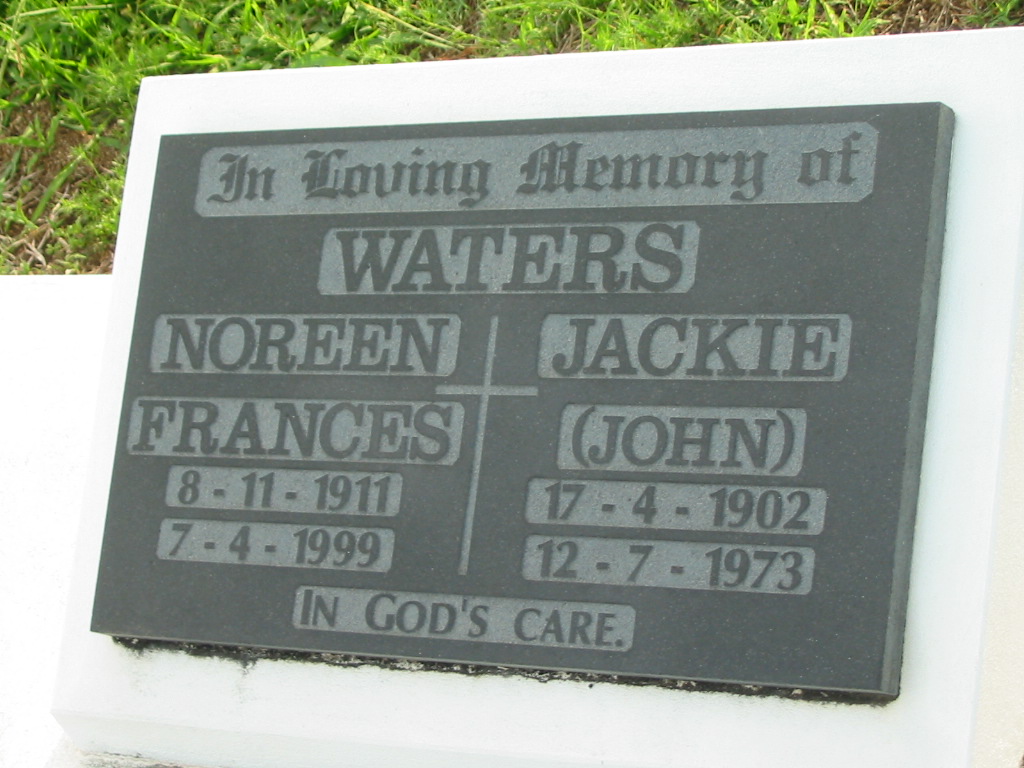 In Loving Memory of
WATERS
NOREEN
FRANCES
8 - 11 - 1911
7 - 4 - 1999
JACKIE
(JOHN)
17 - 4 - 1902
12 - 7 - 1973
IN GOD'S CARE.